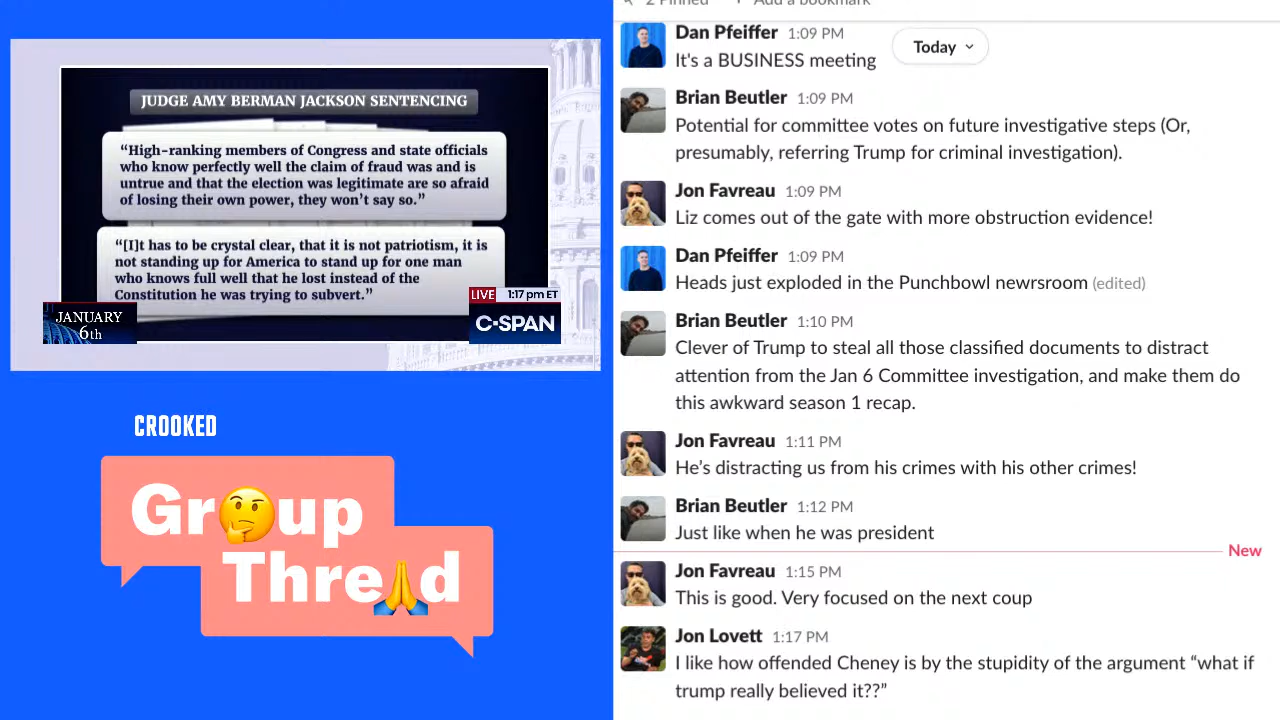 JUDGE AMY BERMAN JACKSON SENTENCING
“High-ranking members of Congress and state officials
who know perfectly well the claim of fraud was and is
untrue and that the election was legitimate are so afraid
of losing their own power, they won’t say so.”
“[I]t has to be crystal clear, that it is not patriotism, it is
not standing up for America to stand up for one man
who knows full well that he lost instead of the
Constitution he was trying to subvert.”
JANUARY
6th
LIVE 1:17 pm ET
C-SPAN
CROOKED
Gr🤔up
Thre🙏d
2 Pinned + Add a bookmark
Today
Dan Pfeiffer 1:09 PM
It's a BUSINESS meeting
Brian Beutler 1:09 PM
Potential for committee votes on future investigative steps (Or,
presumably, referring Trump for criminal investigation).
Jon Favreau 1:09 PM
Liz comes out of the gate with more obstruction evidence!
Dan Pfeiffer 1:09 PM
Heads just exploded in the Punchbowl newsroom (edited)
Brian Beutler 1:10 PM
Clever of Trump to steal all those classified documents to distract
attention from the Jan 6 Committee investigation, and make them do
this awkward season 1 recap.
Jon Favreau 1:11 PM
He’s distracting us from his crimes with his other crimes!
Brian Beutler 1:12 PM
Just like when he was president
New
Jon Favreau 1:15 PM
This is good. Very focused on the next coup
Jon Lovett 1:17 PM
I like how offended Cheney is by the stupidity of the argument “what if
trump really believed it??”